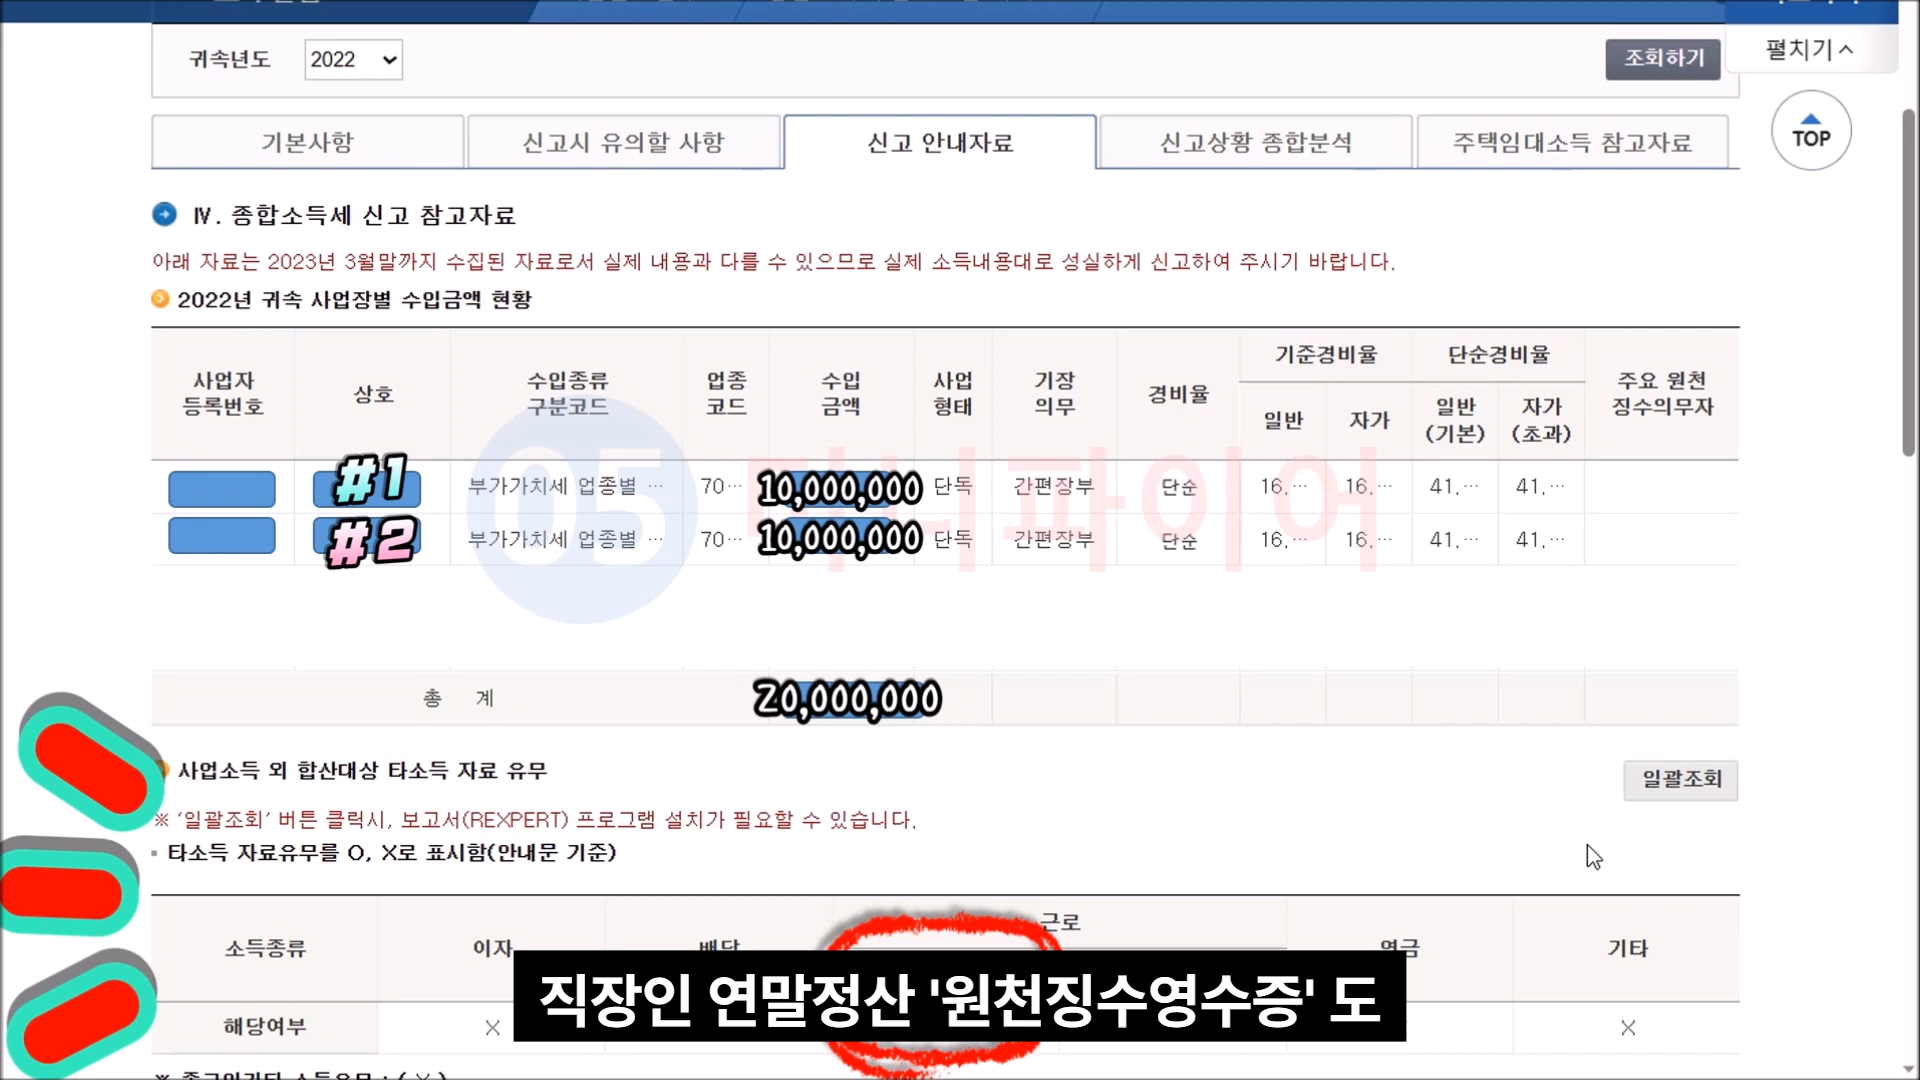 귀속년도 2022 조회하기 펼치기
TOP
기본사항 신고시 유의할 사항 신고 안내자료 신고상황 종합분석 주택임대소득 참고자료
Ⅳ. 종합소득세 신고 참고자료
아래 자료는 2023년 3월말까지 수집된 자료로서 실제 내용과 다를 수 있으므로 실제 소득내용대로 성실하게 신고하여 주시기 바랍니다.
2022년 귀속 사업장별 수입금액 현황
사업자 등록번호 상호 수입종류 구분코드 업종 코드 수입 금액 사업 형태 기장 의무 경비율 기준경비율 단순경비율 주요 원천 징수의무자
일반 자가 일반 (기본) 자가 (초과)
#1 부가가치세 업종별 … 70… 10,000,000 단독 간편장부 단순 16,… 16,… 41,… 41,…
#2 부가가치세 업종별 … 70… 10,000,000 단독 간편장부 단순 16,… 16,… 41,… 41,…
05
총 계 20,000,000
사업소득 외 합산대상 타소득 자료 유무 일괄조회
※ ‘일괄조회’ 버튼 클릭시, 보고서(REXPERT) 프로그램 설치가 필요할 수 있습니다.
타소득 자료유무를 O, X로 표시함(안내문 기준)
소득종류 이자 배당 근로 연금 기타
직장인 연말정산 '원천징수영수증' 도
해당여부 X X